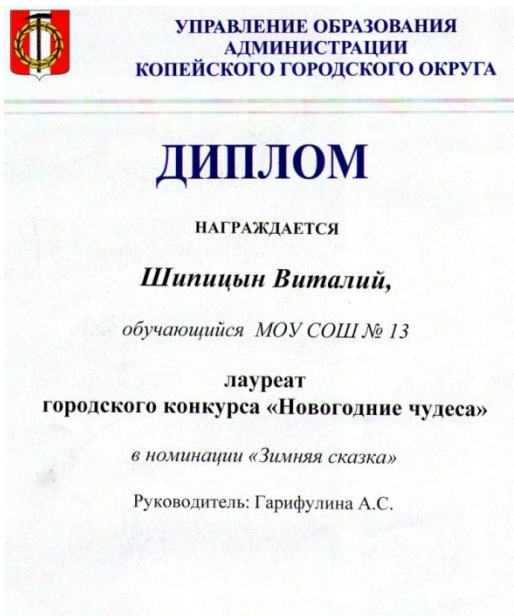 УПРАВЛЕНИЕ ОБРАЗОВАНИЯ
АДМИНИСТРАЦИИ
КОПЕЙСКОГО ГОРОДСКОГО ОКРУГА
ДИПЛОМ
НАГРАЖДАЕТСЯ
Шипицын Виталий,
обучающийся МОУ СОШ № 13
лауреат
городского конкурса «Новогодние чудеса»
в номинации «Зимняя сказка»
Руководитель: Гарифулина А.С.